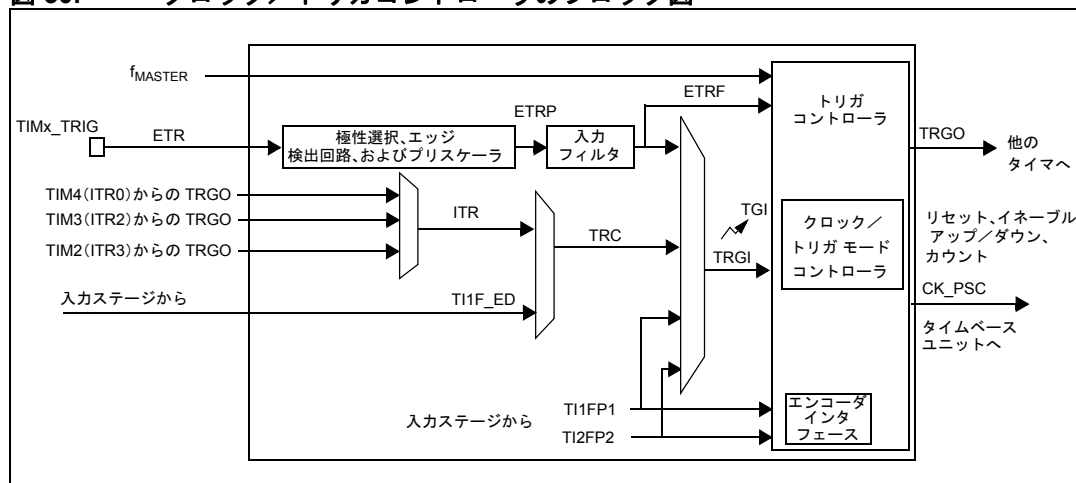 図 36. クロック/トリガコントローラのブロック図
fMASTER
TIMx_TRIG
ETR
極性選択、エッジ
検出回路、およびプリスケーラ
ETRP
入力
フィルタ
ETRF
トリガ
コントローラ
TRGO
他の
タイマへ
TIM4(ITR0)からの TRGO
TIM3(ITR2)からの TRGO
TIM2(ITR3)からの TRGO
ITR
TRC
TGI
TRGI
クロック/
トリガ モード
コントローラ
リセット、イネーブル
アップ/ダウン、
カウント
CK_PSC
タイムベース
ユニットへ
入力ステージから
TI1F_ED
入力ステージから
TI1FP1
TI2FP2
エンコーダ
インタ
フェース